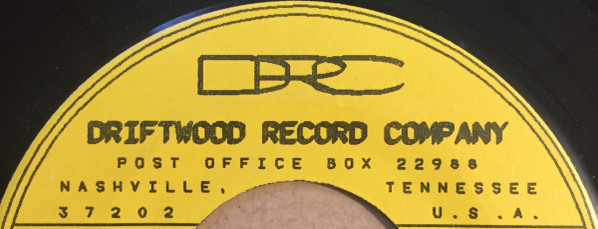 DRC
DRIFTWOOD RECORD COMPANY
POST OFFICE BOX 22988
NASHVILLE, TENNESSEE
37202 U.S.A.